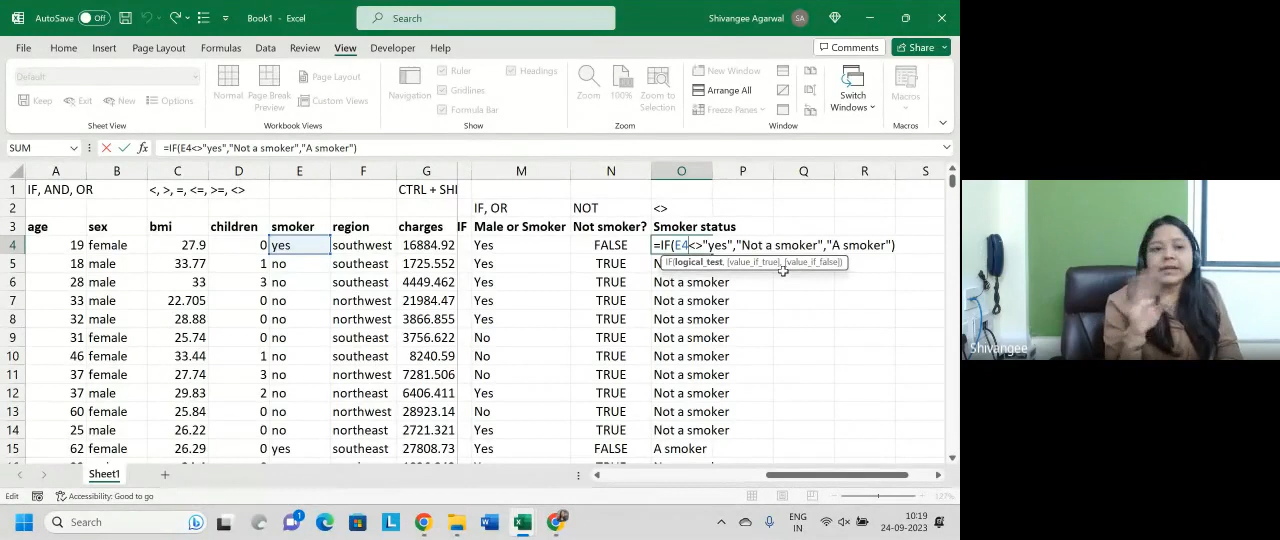 AutoSave Off Book1 - Excel Search Shivangee Agarwal SA
File Home Insert Page Layout Formulas Data Review View Developer Help Comments Share
Default Keep Exit New Options Sheet View
Normal Page Break Preview Page Layout Custom Views Workbook Views
Navigation Ruler Gridlines Formula Bar Headings Show
Zoom 100% Zoom to Selection Zoom
New Window Arrange All Freeze Panes Switch Windows Window
Macros Macros
SUM fx =IF(E4<>"yes","Not a smoker","A smoker")
A B C D E F G M N O P Q R S
1 IF, AND, OR <, >, =, <=, >=, <> CTRL + SHI
2 IF, OR NOT <>
3 age sex bmi children smoker region charges IF Male or Smoker Not smoker? Smoker status
4 19 female 27.9 0 yes southwest 16884.92 Yes FALSE =IF(E4<>"yes","Not a smoker","A smoker")
IF(logical_test, [value_if_true], [value_if_false])
5 18 male 33.77 1 no southeast 1725.552 Yes TRUE
6 28 male 33 3 no southeast 4449.462 Yes TRUE Not a smoker
7 33 male 22.705 0 no northwest 21984.47 Yes TRUE Not a smoker
8 32 male 28.88 0 no northwest 3866.855 Yes TRUE Not a smoker
9 31 female 25.74 0 no southeast 3756.622 No TRUE Not a smoker
10 46 female 33.44 1 no southeast 8240.59 No TRUE Not a smoker
11 37 female 27.74 3 no northwest 7281.506 No TRUE Not a smoker
12 37 male 29.83 2 no northeast 6406.411 Yes TRUE Not a smoker
13 60 female 25.84 0 no northwest 28923.14 No TRUE Not a smoker
14 25 male 26.22 0 no northeast 2721.321 Yes TRUE Not a smoker
15 62 female 26.29 0 yes southeast 27808.73 Yes FALSE A smoker
Sheet1
Edit Accessibility: Good to go 127%
Search ENG IN 10:19 24-09-2023
Shivangee